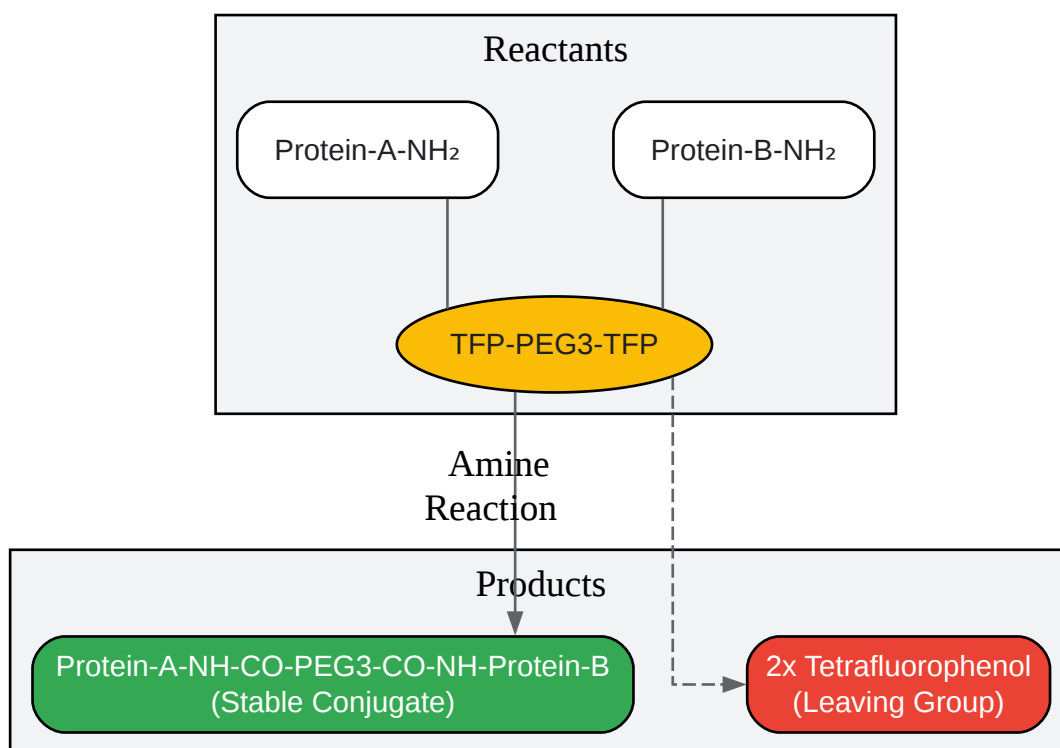 Reactants
Protein-A-NH₂
Protein-B-NH₂
TFP-PEG3-TFP
Amine
Reaction
Products
Protein-A-NH-CO-PEG3-CO-NH-Protein-B
(Stable Conjugate)
2x Tetrafluorophenol
(Leaving Group)